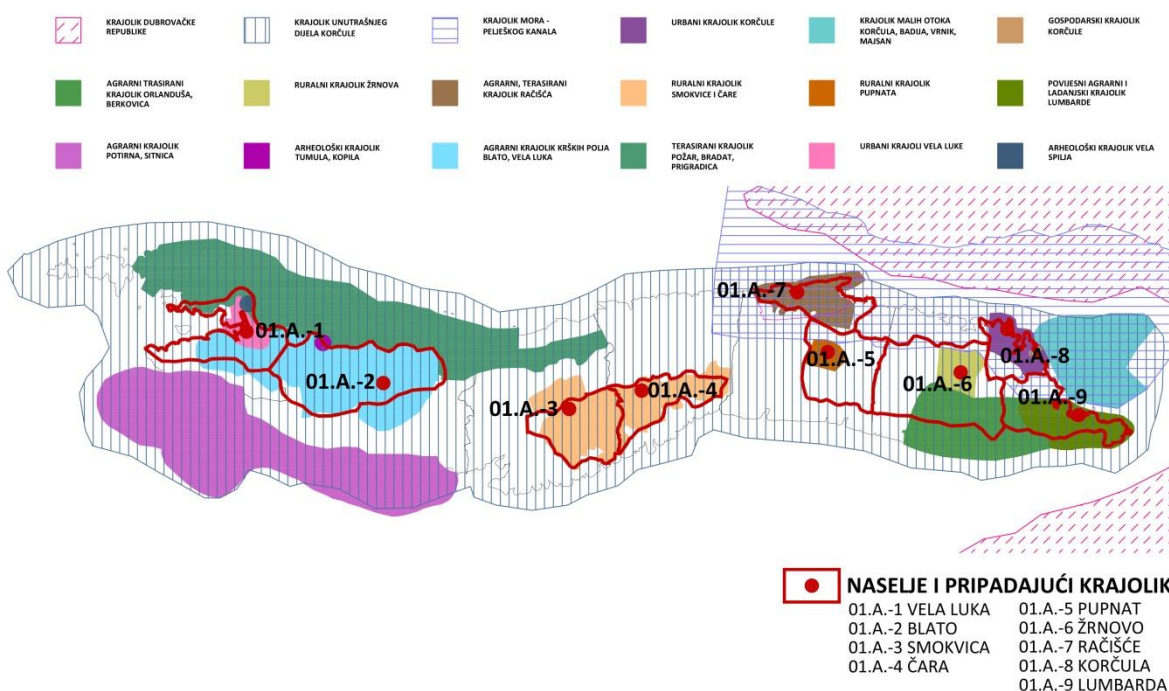 KRAJOLIK DUBROVAČKE
REPUBLIKE
KRAJOLIK UNUTRAŠNJEG
DIJELA KORČULE
KRAJOLIK MORA -
PELJEŠKOG KANALA
URBANI KRAJOLIK KORČULE
KRAJOLIK MALIH OTOKA
KORČULA, BADIJA, VRNIK,
MAJSAN
GOSPODARSKI KRAJOLIK
KORČULE
AGRARNI TRASIRANI
KRAJOLIK ORLANDUŠA,
BERKOVICA
RURALNI KRAJOLIK ŽRNOVA
AGRARNI, TERASIRANI
KRAJOLIK RAČIŠĆA
RURALNI KRAJOLIK
SMOKVICE I ČARE
RURALNI KRAJOLIK
PUPNATA
POVIJESNI AGRARNI I
LADANJSKI KRAJOLIK
LUMBARDE
AGRARNI KRAJOLIK
POTIRNA, SITNICA
ARHEOLOŠKI KRAJOLIK
TUMULA, KOPILA
AGRARNI KRAJOLIK KRŠKIH POLJA
BLATO, VELA LUKA
TERASIRANI KRAJOLIK
POŽAR, BRADAT,
PRIGRADICA
URBANI KRAJOLI VELA LUKE
ARHEOLOŠKI KRAJOLIK VELA
SPILJA
01.A.-7
01.A.-1
01.A.-5
01.A.-8
01.A.-2
01.A.-6
01.A.-4
01.A.-3
01.A.-9
NASELJE I PRIPADAJUĆI KRAJOLIK
01.A.-1 VELA LUKA
01.A.-2 BLATO
01.A.-3 SMOKVICA
01.A.-4 ČARA
01.A.-5 PUPNAT
01.A.-6 ŽRNOVO
01.A.-7 RAČIŠĆE
01.A.-8 KORČULA
01.A.-9 LUMBARDA